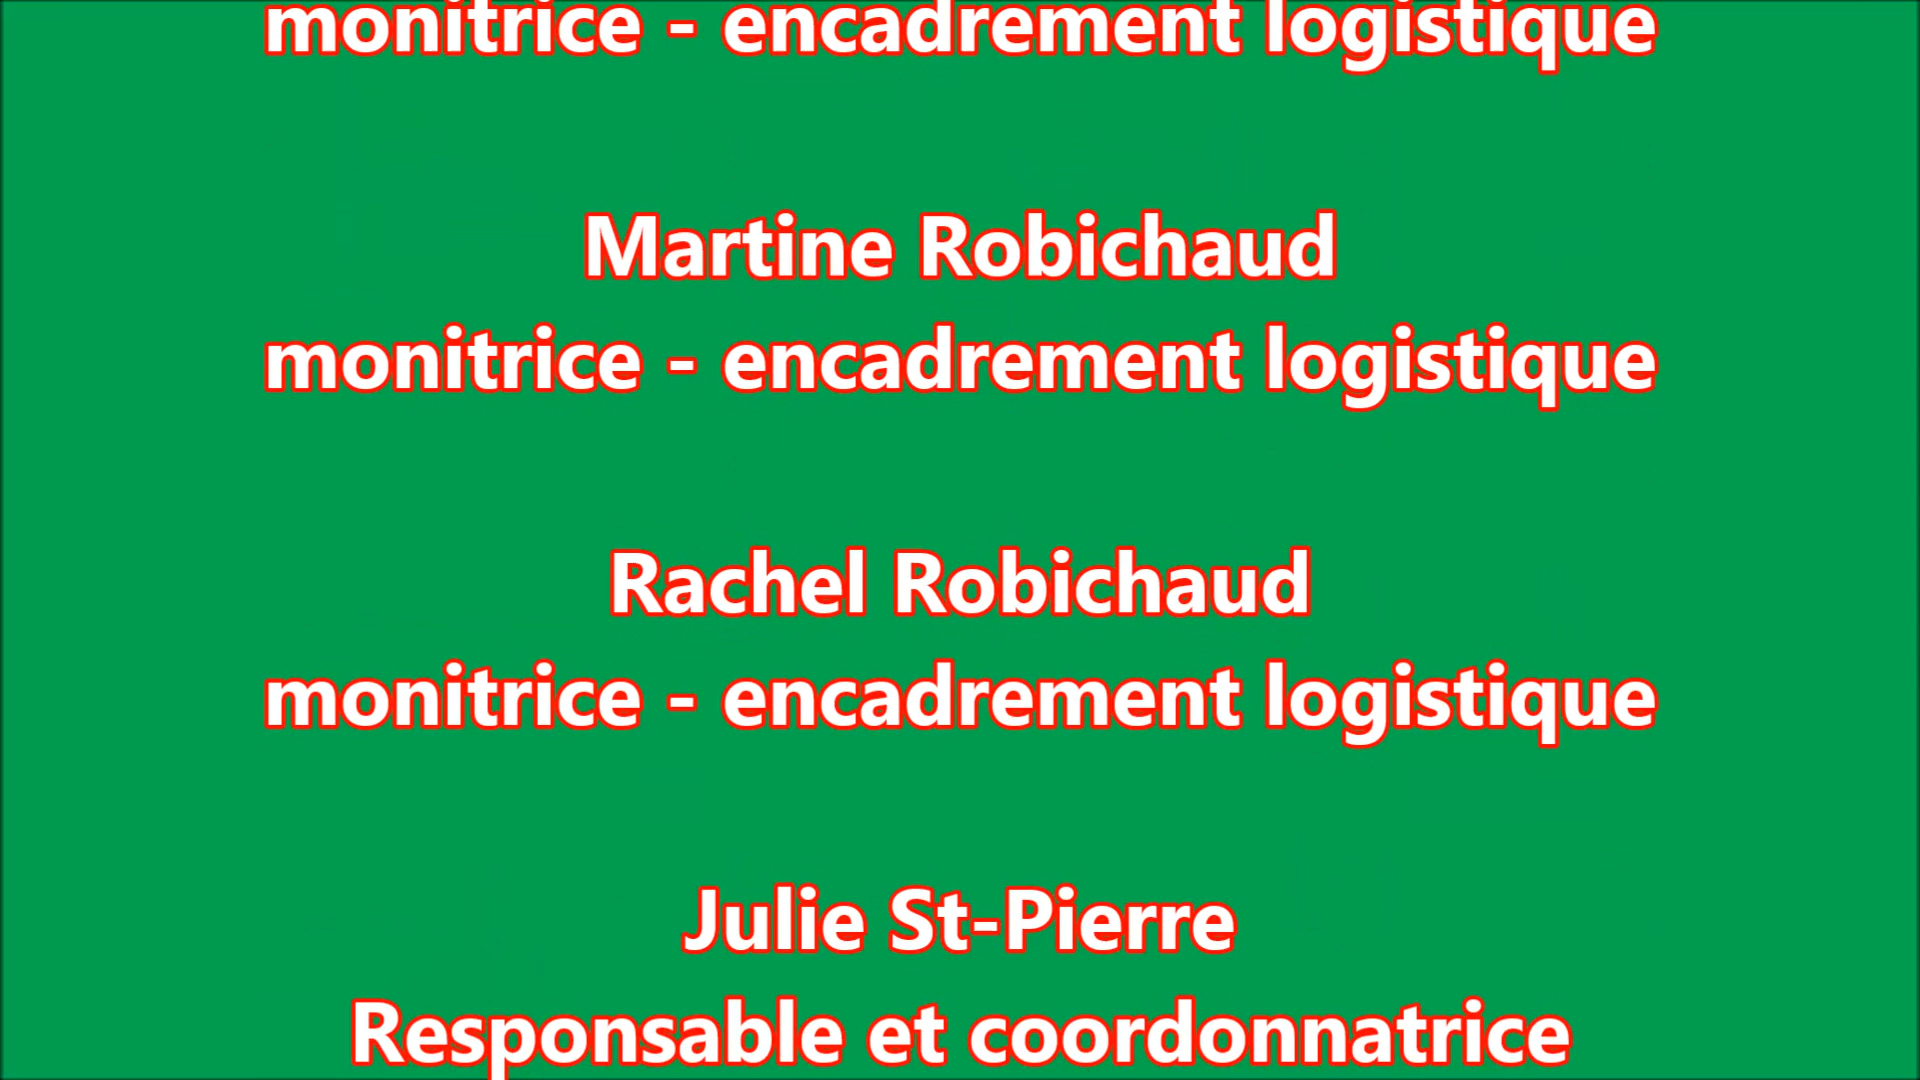 monitrice - encadrement logistique
Martine Robichaud
monitrice - encadrement logistique
Rachel Robichaud
monitrice - encadrement logistique
Julie St-Pierre
Responsable et coordonnatrice